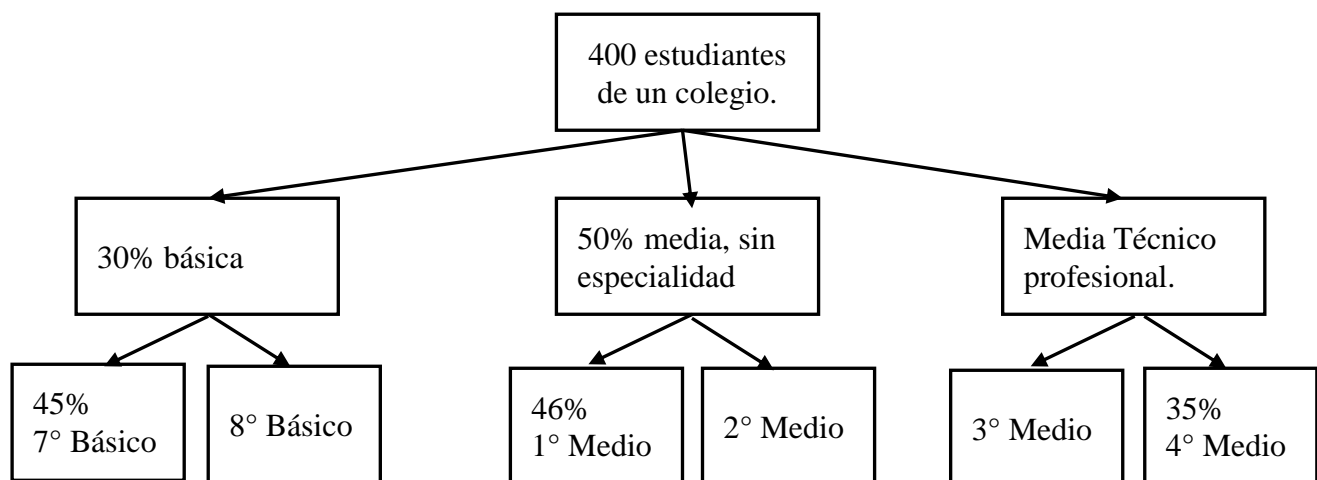 400 estudiantes
de un colegio.
30% básica
50% media, sin
especialidad
Media Técnico
profesional.
45%
7° Básico
8° Básico
46%
1° Medio
2° Medio
3° Medio
35%
4° Medio